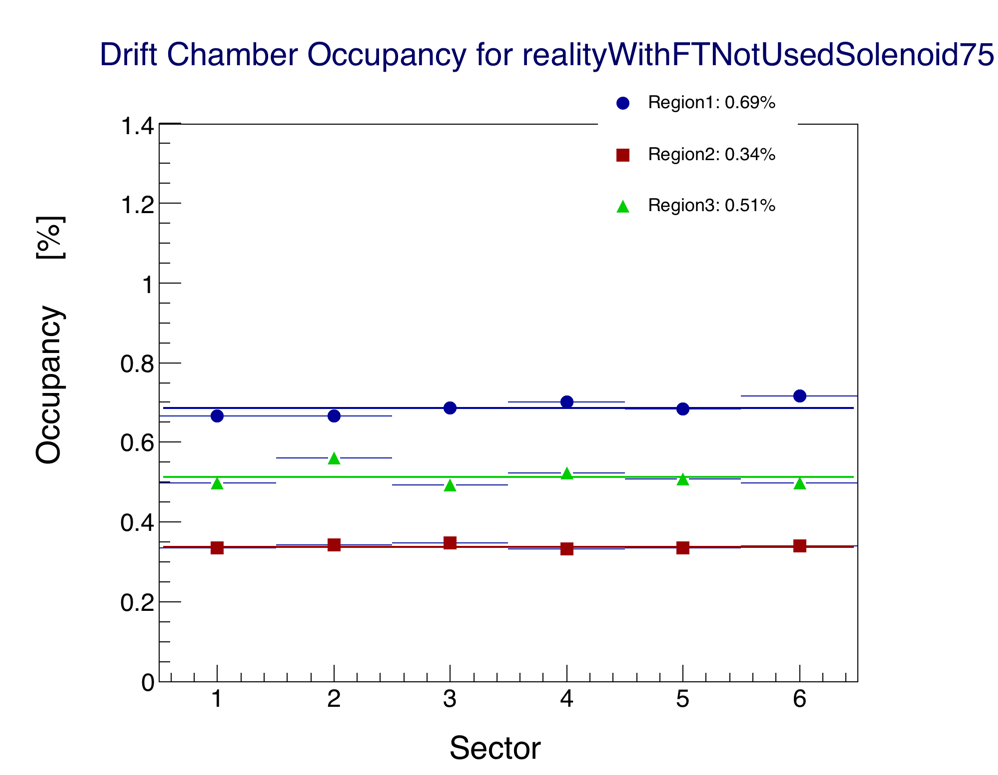 Drift Chamber Occupancy for realityWithFTNotUsedSolenoid75
Region1: 0.69%
Region2: 0.34%
Region3: 0.51%
Occupancy [%]
1.4
1.2
1
0.8
0.6
0.4
0.2
0
1 2 3 4 5 6
Sector